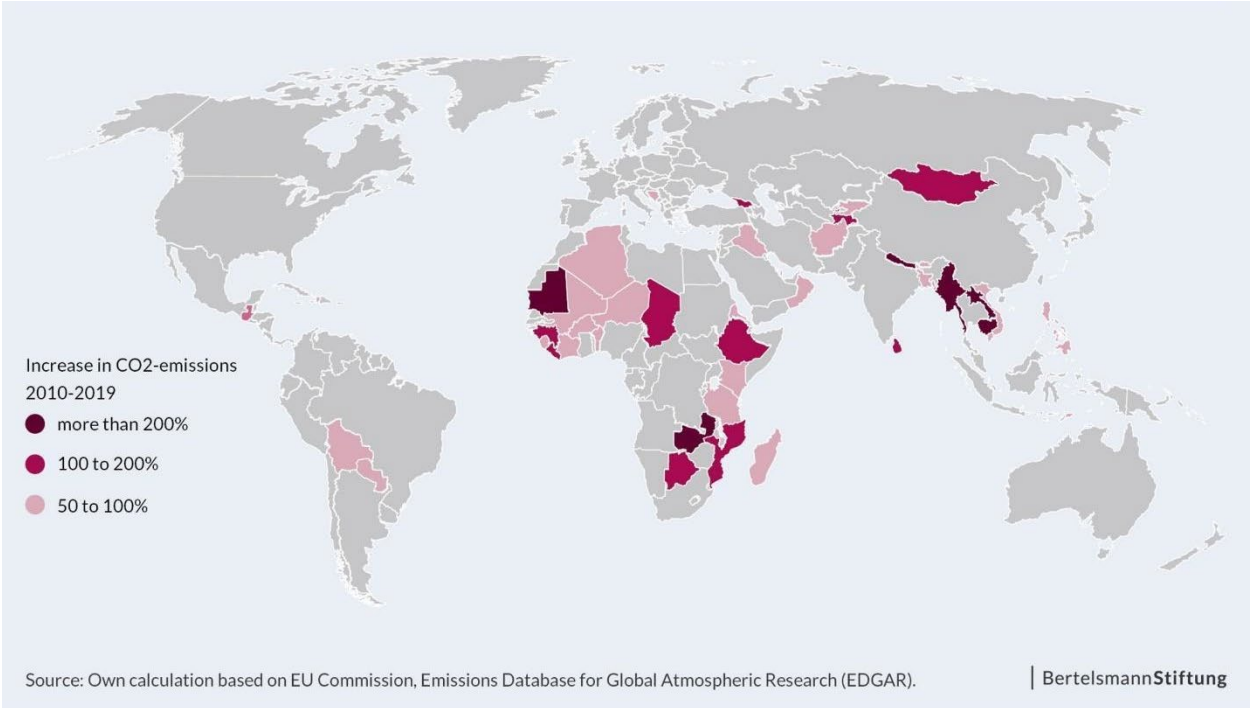 Increase in CO2-emissions
2010-2019
more than 200%
100 to 200%
50 to 100%
Source: Own calculation based on EU Commission, Emissions Database for Global Atmospheric Research (EDGAR).
BertelsmannStiftung